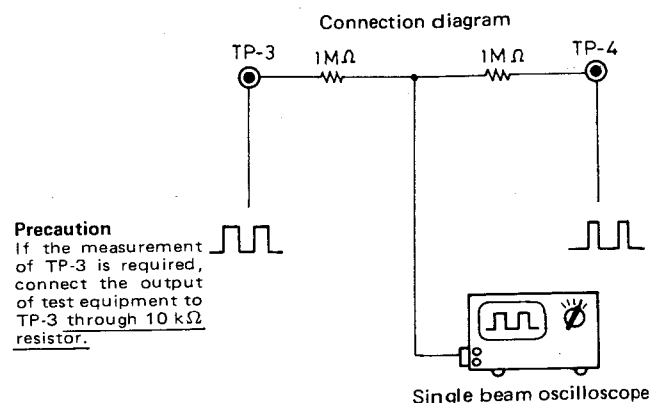 Connection diagram
TP-3
1MΩ
1MΩ
TP-4
Precaution
If the measurement
of TP-3 is required,
connect the output
of test equipment to
TP-3 through 10 kΩ
resistor.
Single beam oscilloscope